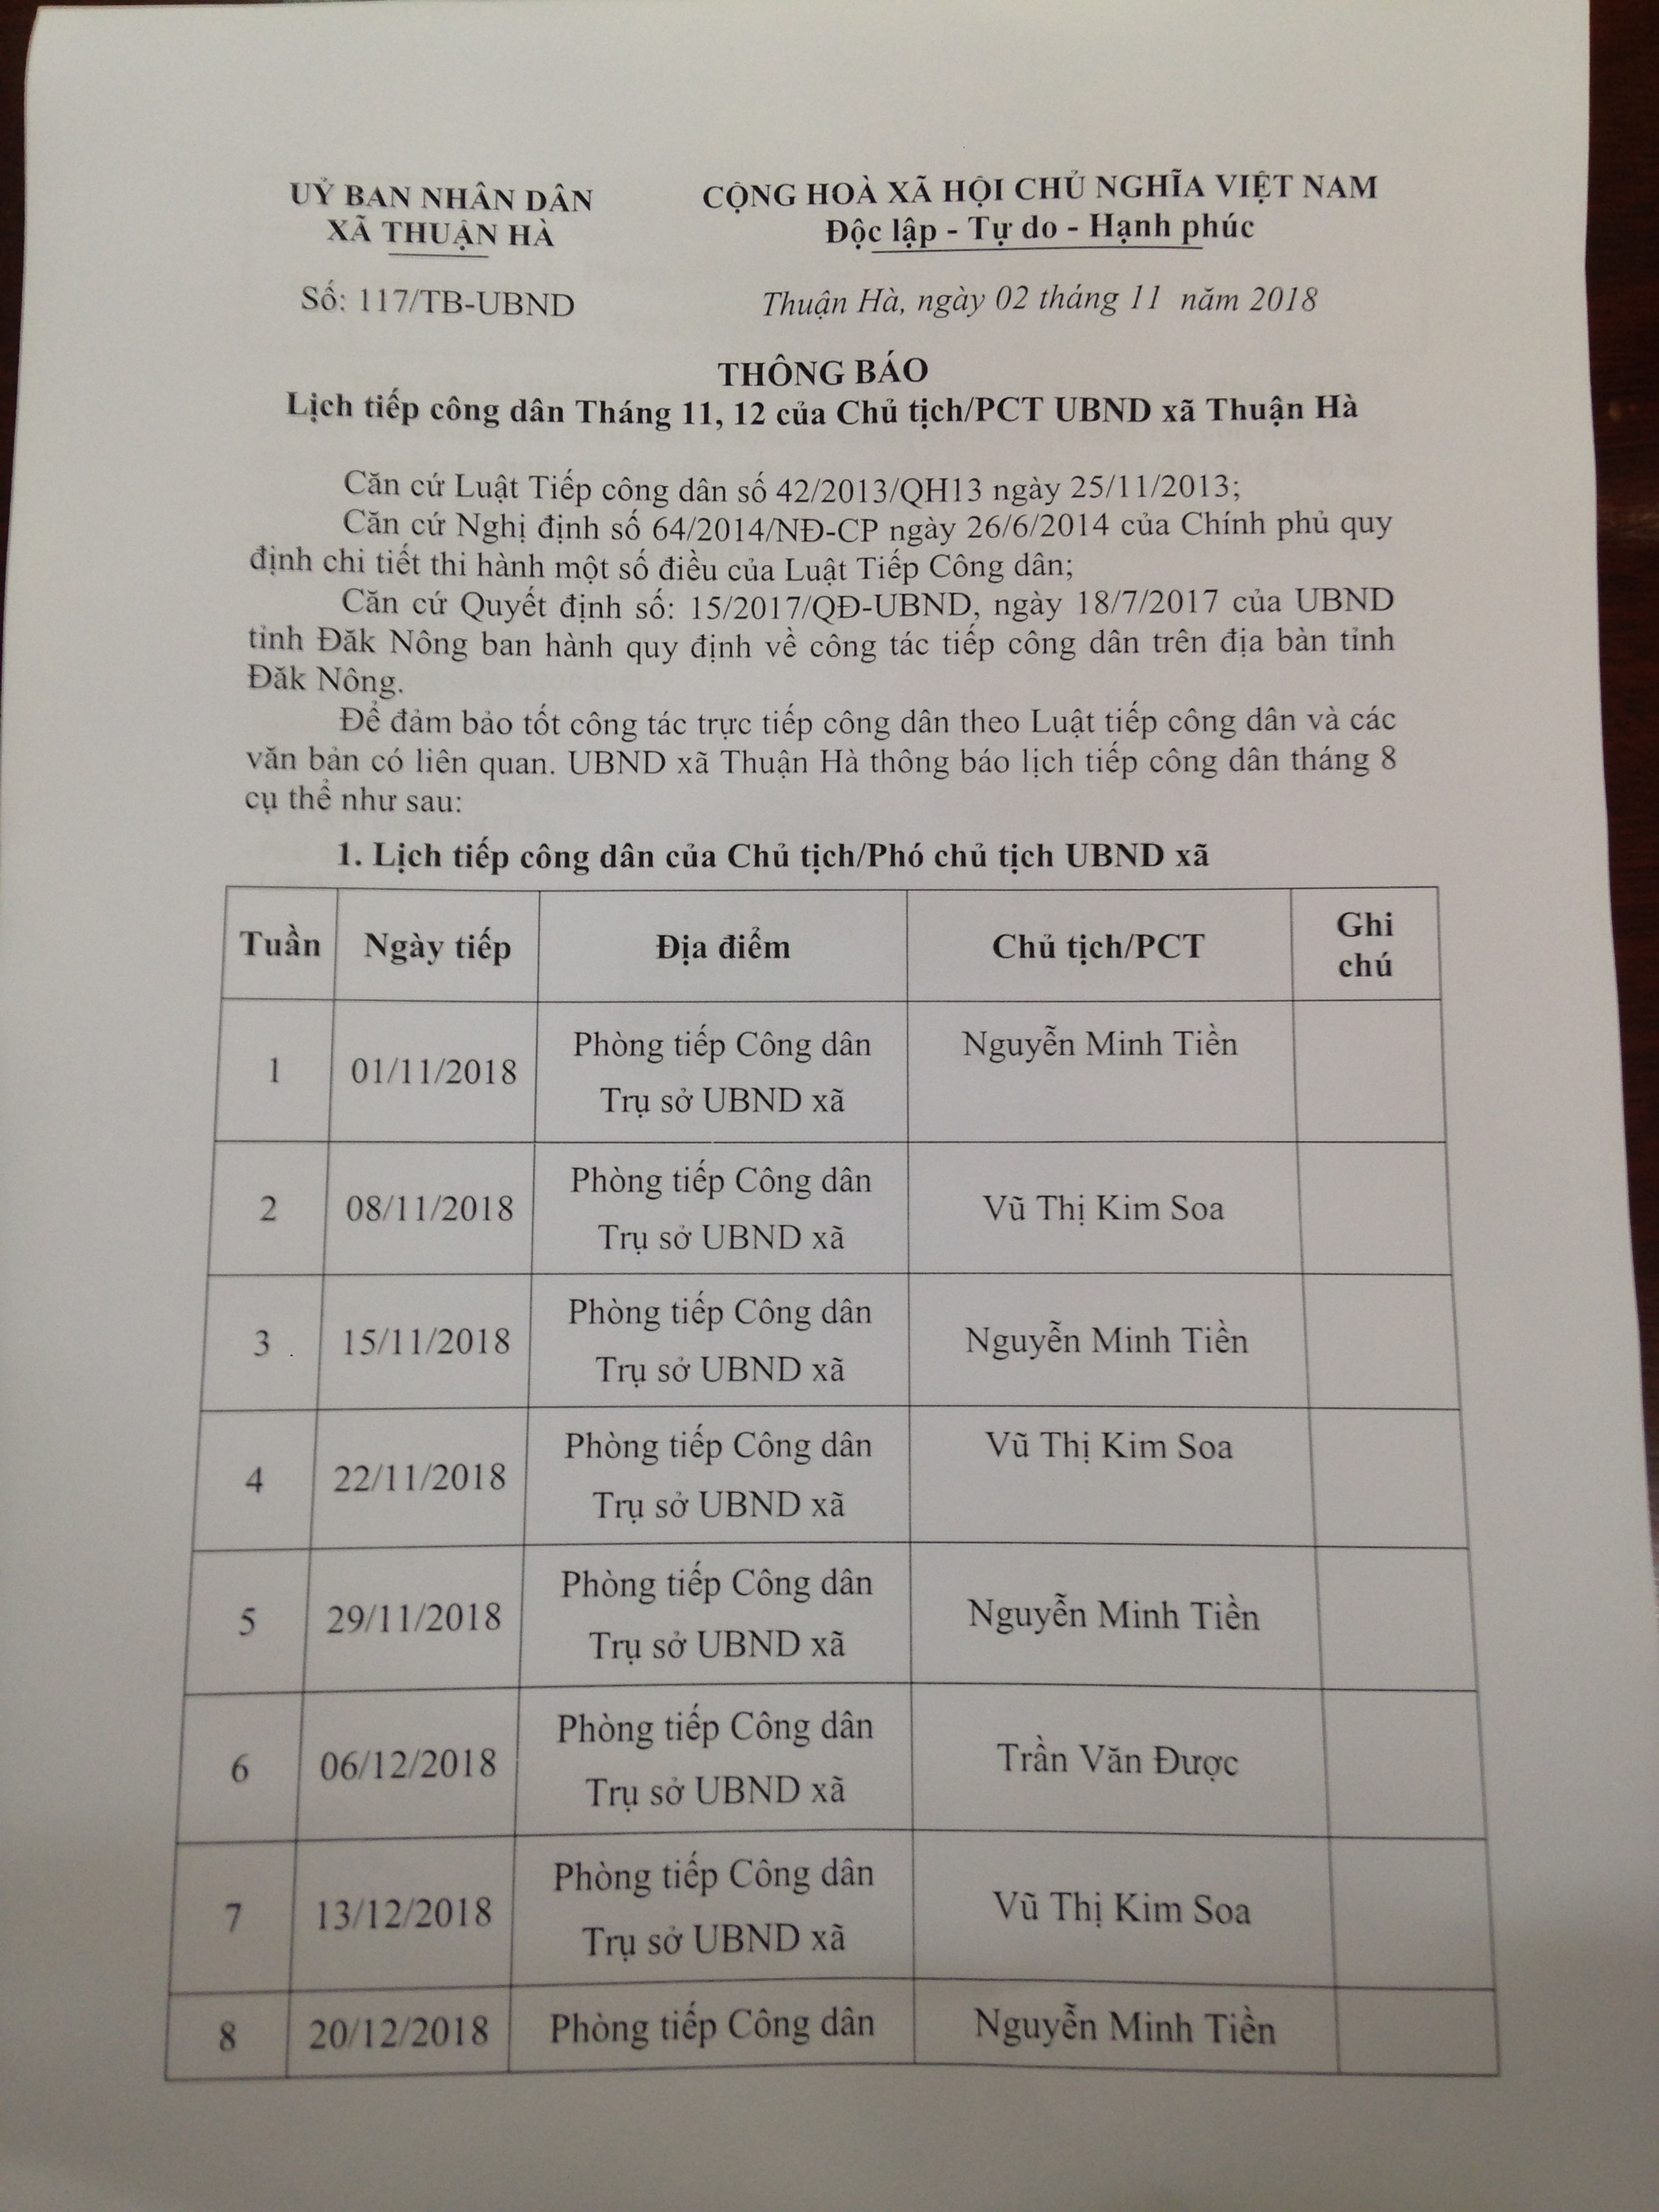 UỶ BAN NHÂN DÂN
XÃ THUẬN HÀ
CỘNG HOÀ XÃ HỘI CHỦ NGHĨA VIỆT NAM
Độc lập - Tự do - Hạnh phúc
Số: 117/TB-UBND
Thuận Hà, ngày 02 tháng 11 năm 2018
THÔNG BÁO
Lịch tiếp công dân Tháng 11, 12 của Chủ tịch/PCT UBND xã Thuận Hà
Căn cứ Luật Tiếp công dân số 42/2013/QH13 ngày 25/11/2013;
Căn cứ Nghị định số 64/2014/NĐ-CP ngày 26/6/2014 của Chính phủ quy
định chi tiết thi hành một số điều của Luật Tiếp Công dân;
Căn cứ Quyết định số: 15/2017/QĐ-UBND, ngày 18/7/2017 của UBND
tỉnh Đăk Nông ban hành quy định về công tác tiếp công dân trên địa bàn tỉnh
Đăk Nông.
Để đảm bảo tốt công tác trực tiếp công dân theo Luật tiếp công dân và các
văn bản có liên quan. UBND xã Thuận Hà thông báo lịch tiếp công dân tháng 8
cụ thể như sau:
1. Lịch tiếp công dân của Chủ tịch/Phó chủ tịch UBND xã
Tuần Ngày tiếp Địa điểm Chủ tịch/PCT Ghi chú
1 01/11/2018 Phòng tiếp Công dân Nguyễn Minh Tiền
Trụ sở UBND xã
2 08/11/2018 Phòng tiếp Công dân Vũ Thị Kim Soa
Trụ sở UBND xã
3 15/11/2018 Phòng tiếp Công dân Nguyễn Minh Tiền
Trụ sở UBND xã
4 22/11/2018 Phòng tiếp Công dân Vũ Thị Kim Soa
Trụ sở UBND xã
5 29/11/2018 Phòng tiếp Công dân Nguyễn Minh Tiền
Trụ sở UBND xã
6 06/12/2018 Phòng tiếp Công dân Trần Văn Được
Trụ sở UBND xã
7 13/12/2018 Phòng tiếp Công dân Vũ Thị Kim Soa
Trụ sở UBND xã
8 20/12/2018 Phòng tiếp Công dân Nguyễn Minh Tiền